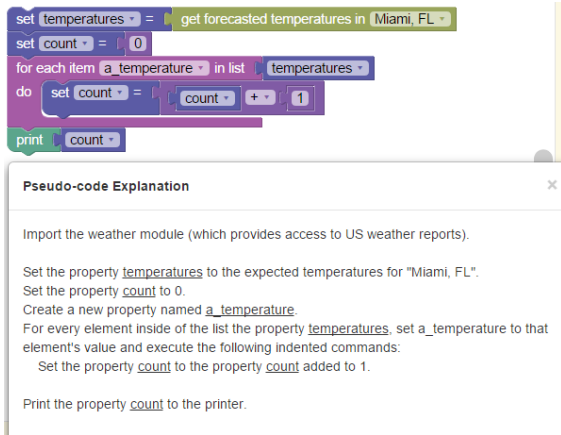 set temperatures = get forecasted temperatures in Miami, FL
set count = 0
for each item a_temperature in list temperatures
do set count = count + 1
print count
Pseudo-code Explanation ×
Import the weather module (which provides access to US weather reports).
Set the property temperatures to the expected temperatures for "Miami, FL".
Set the property count to 0.
Create a new property named a_temperature.
For every element inside of the list the property temperatures, set a_temperature to that
element's value and execute the following indented commands:
Set the property count to the property count added to 1.
Print the property count to the printer.